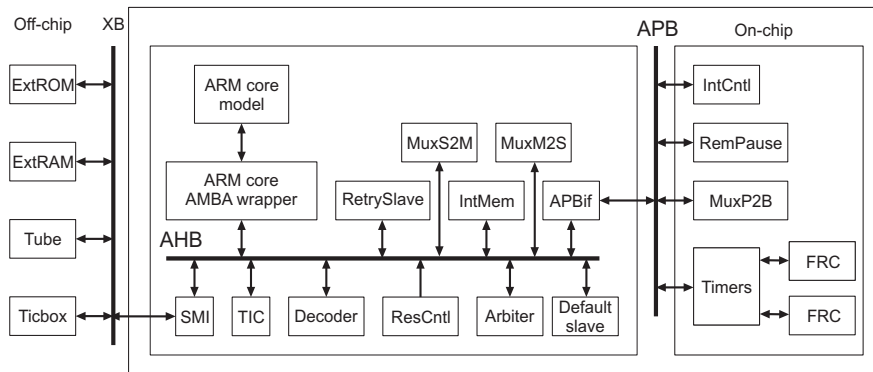 Off-chip
XB
APB
On-chip
ExtROM
ARM core
model
IntCntl
ExtRAM
MuxS2M
MuxM2S
RemPause
ARM core
AMBA wrapper
RetrySlave
IntMem
APBif
MuxP2B
Tube
AHB
Timers
FRC
FRC
Ticbox
SMI
TIC
Decoder
ResCntl
Arbiter
Default
slave